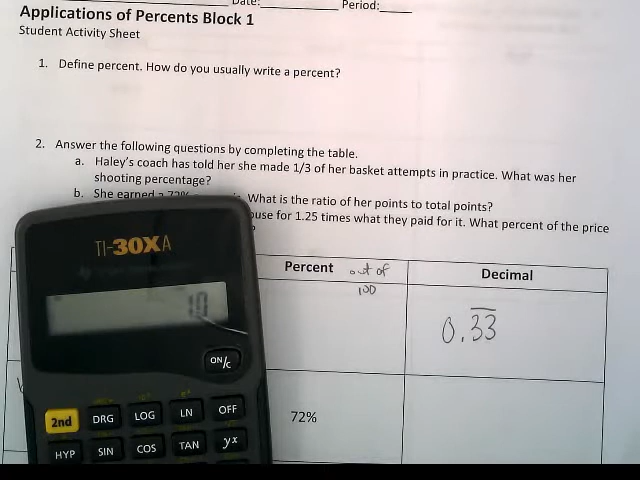 Date:__________ Period:_____
Applications of Percents Block 1
Student Activity Sheet
1. Define percent. How do you usually write a percent?
2. Answer the following questions by completing the table.
a. Haley's coach has told her she made 1/3 of her basket attempts in practice. What was her
shooting percentage?
b. She earned a 72% What is the ratio of her points to total points?
use for 1.25 times what they paid for it. What percent of the price
?
Percent out of Decimal
100
0.3̅3̅
72%
TI-30XA
ON/C
2nd DRG LOG LN OFF
HYP SIN COS TAN yx